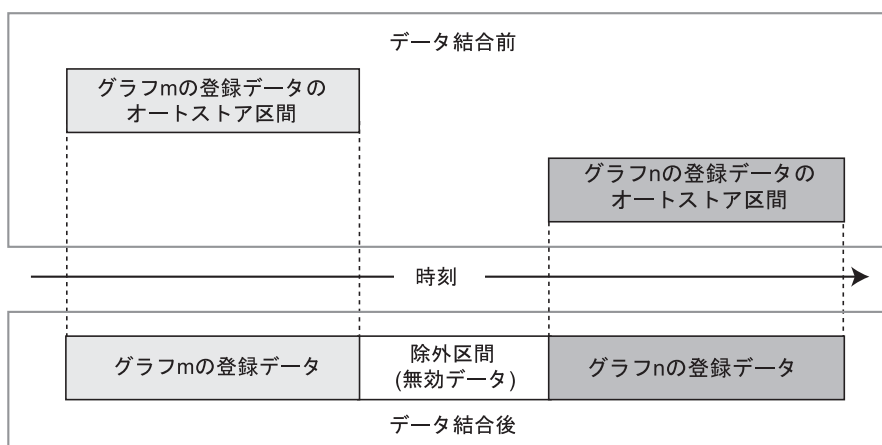 データ結合前
グラフmの登録データの
オートストア区間
グラフnの登録データの
オートストア区間
時刻
グラフmの登録データ
除外区間
(無効データ)
グラフnの登録データ
データ結合後